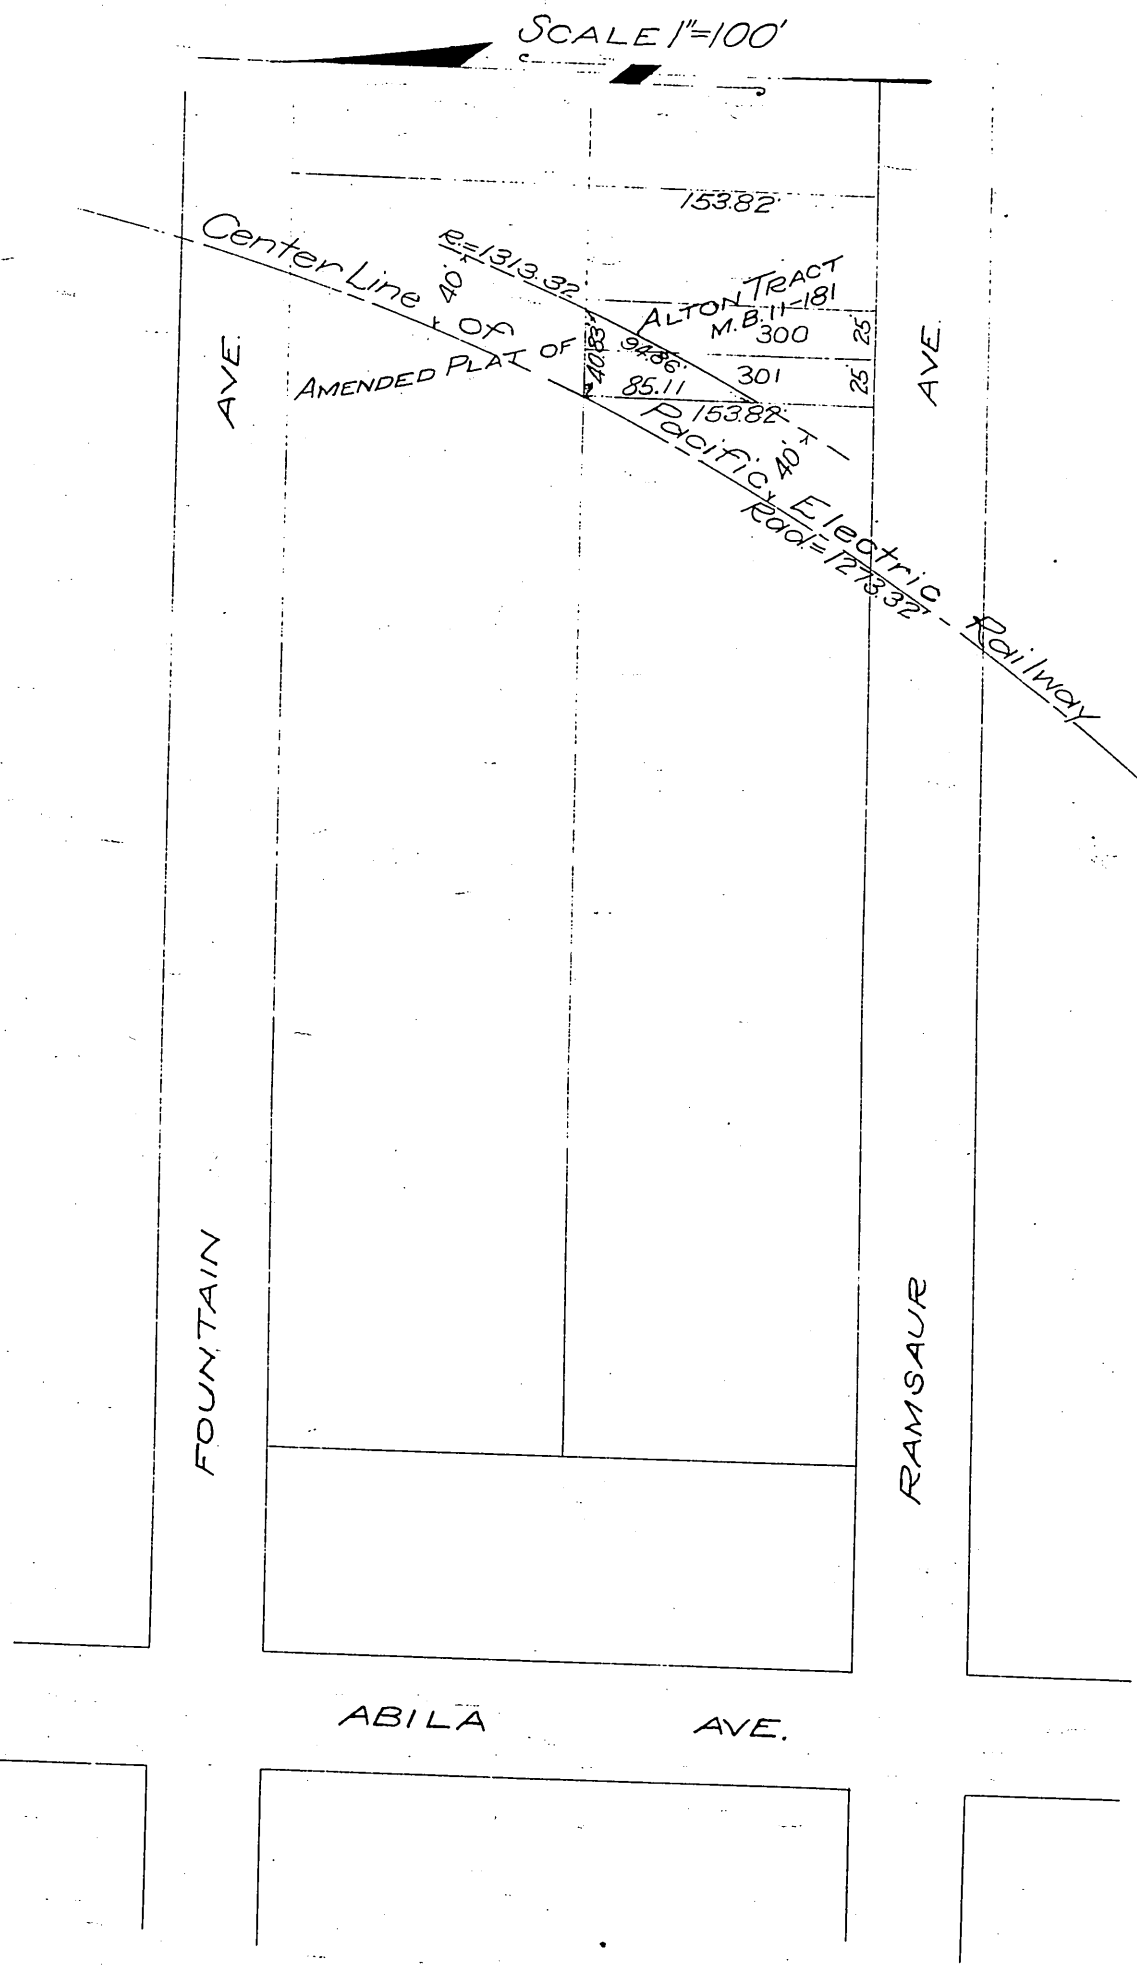 SCALE 1"=100'
153.82'
Center Line of
R.=1313.32
40'
ALTON TRACT
M.B. 11-181
300
25
AVE.
AVE.
AMENDED PLAT OF
40.83'
94.86'
85.11
301
25
153.82'
40'
Pacific Electric Railway
Rad.=1273.32'
FOUNTAIN
RAMSAUR
ABILA AVE.